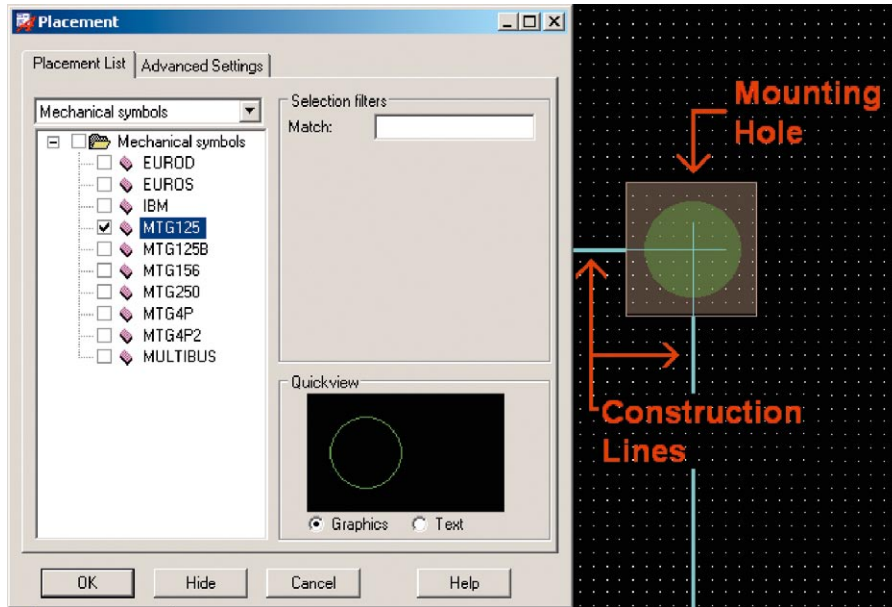 Placement
Placement List
Advanced Settings
Mechanical symbols
Mechanical symbols
EUROD
EUROS
IBM
MTG125
MTG125B
MTG156
MTG250
MTG4P
MTG4P2
MULTIBUS
Selection filters
Match:
Quickview
Graphics
Text
OK
Hide
Cancel
Help
Mounting
Hole
Construction
Lines